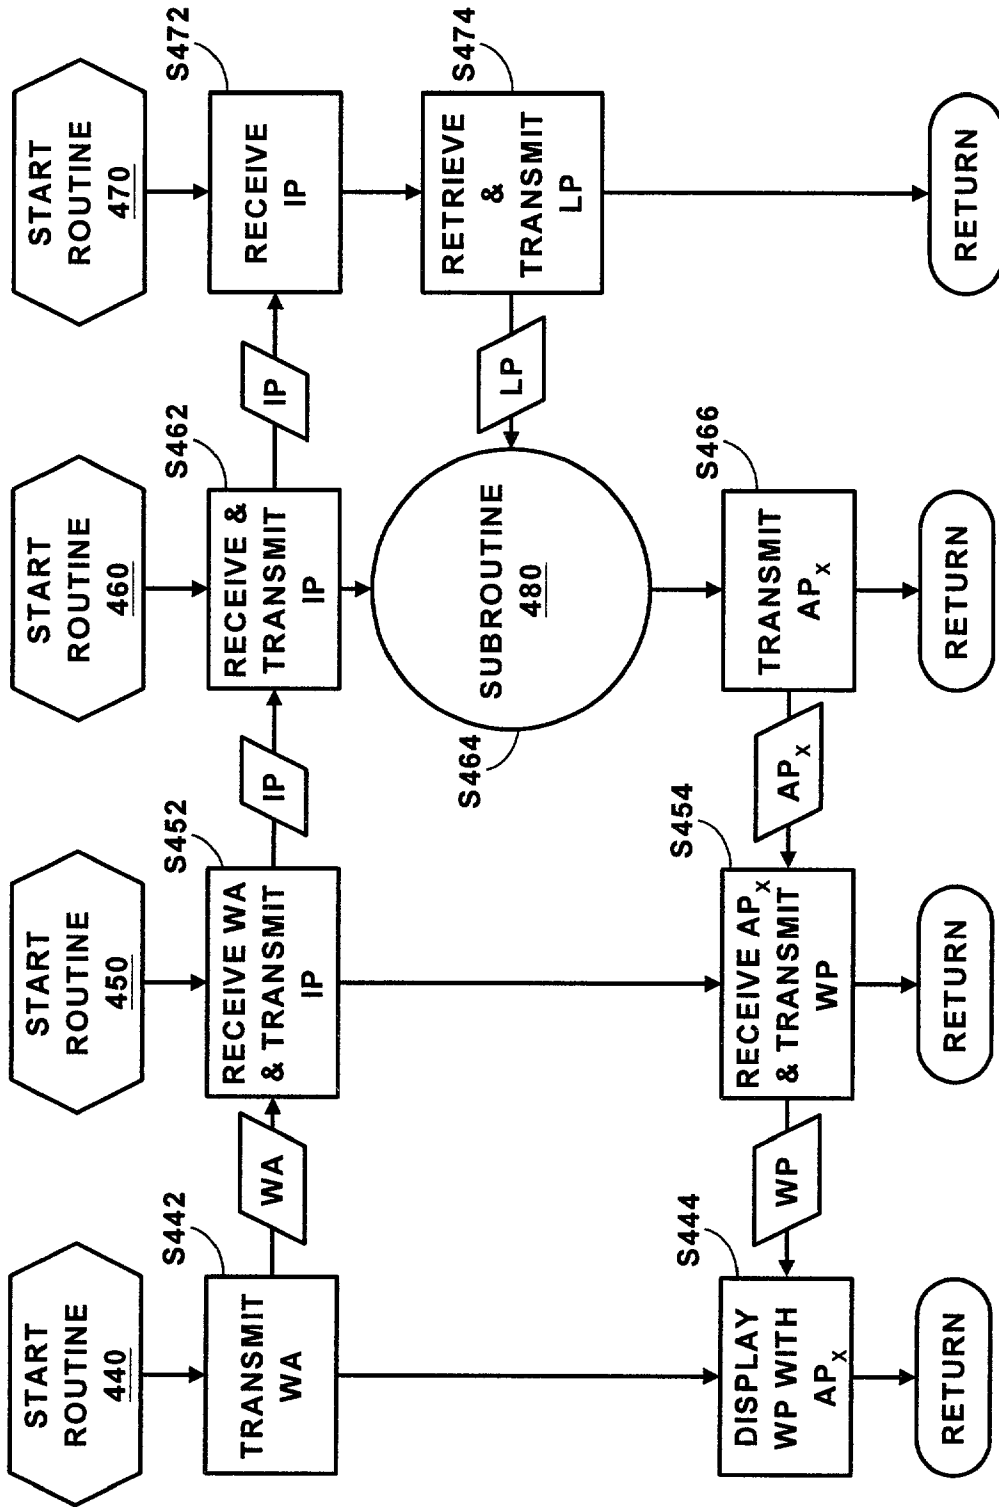 START
ROUTINE
440
S442
TRANSMIT
WA
WA
S444
DISPLAY
WP WITH
APX
RETURN
START
ROUTINE
450
S452
RECEIVE WA
& TRANSMIT
IP
IP
WP
S454
RECEIVE APX
& TRANSMIT
WP
RETURN
START
ROUTINE
460
S462
RECEIVE &
TRANSMIT
IP
IP
S464
SUBROUTINE
480
APX
S466
TRANSMIT
APX
RETURN
START
ROUTINE
470
S472
RECEIVE
IP
LP
S474
RETRIEVE
&
TRANSMIT
LP
RETURN